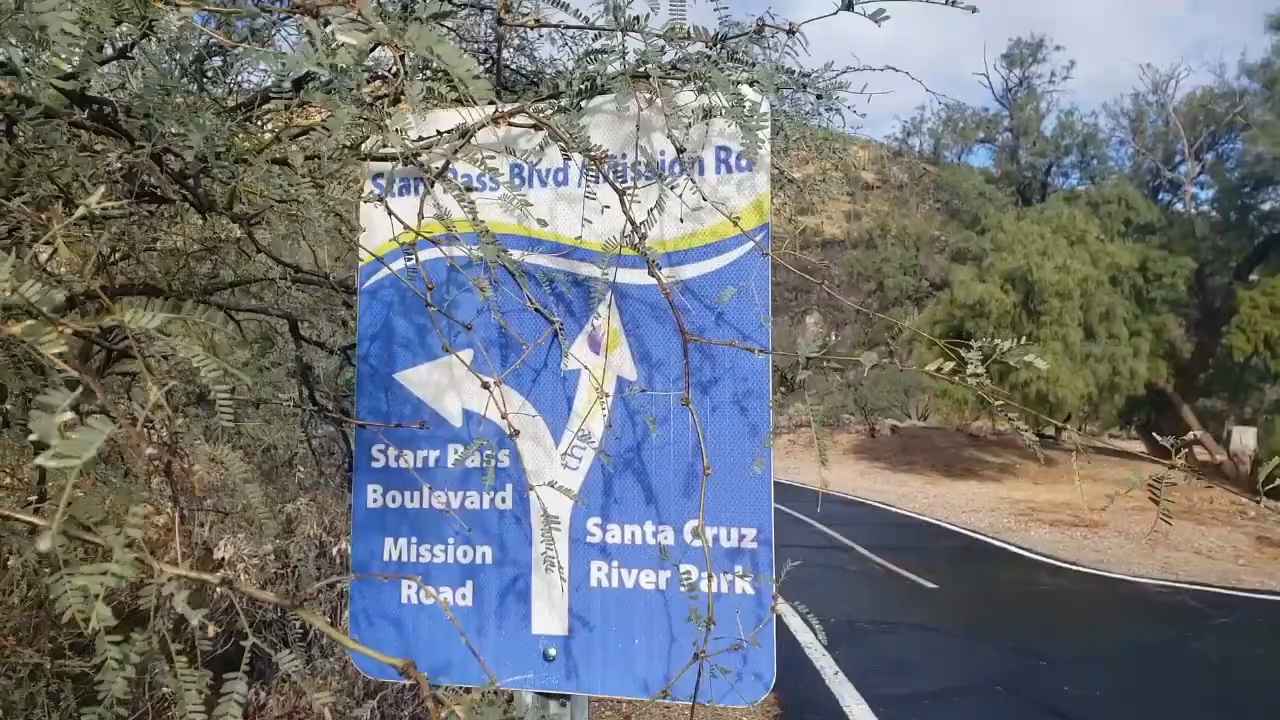 Starr Pass Blvd / Mission Rd
Starr Pass
Boulevard
Mission
Road
Santa Cruz
River Park